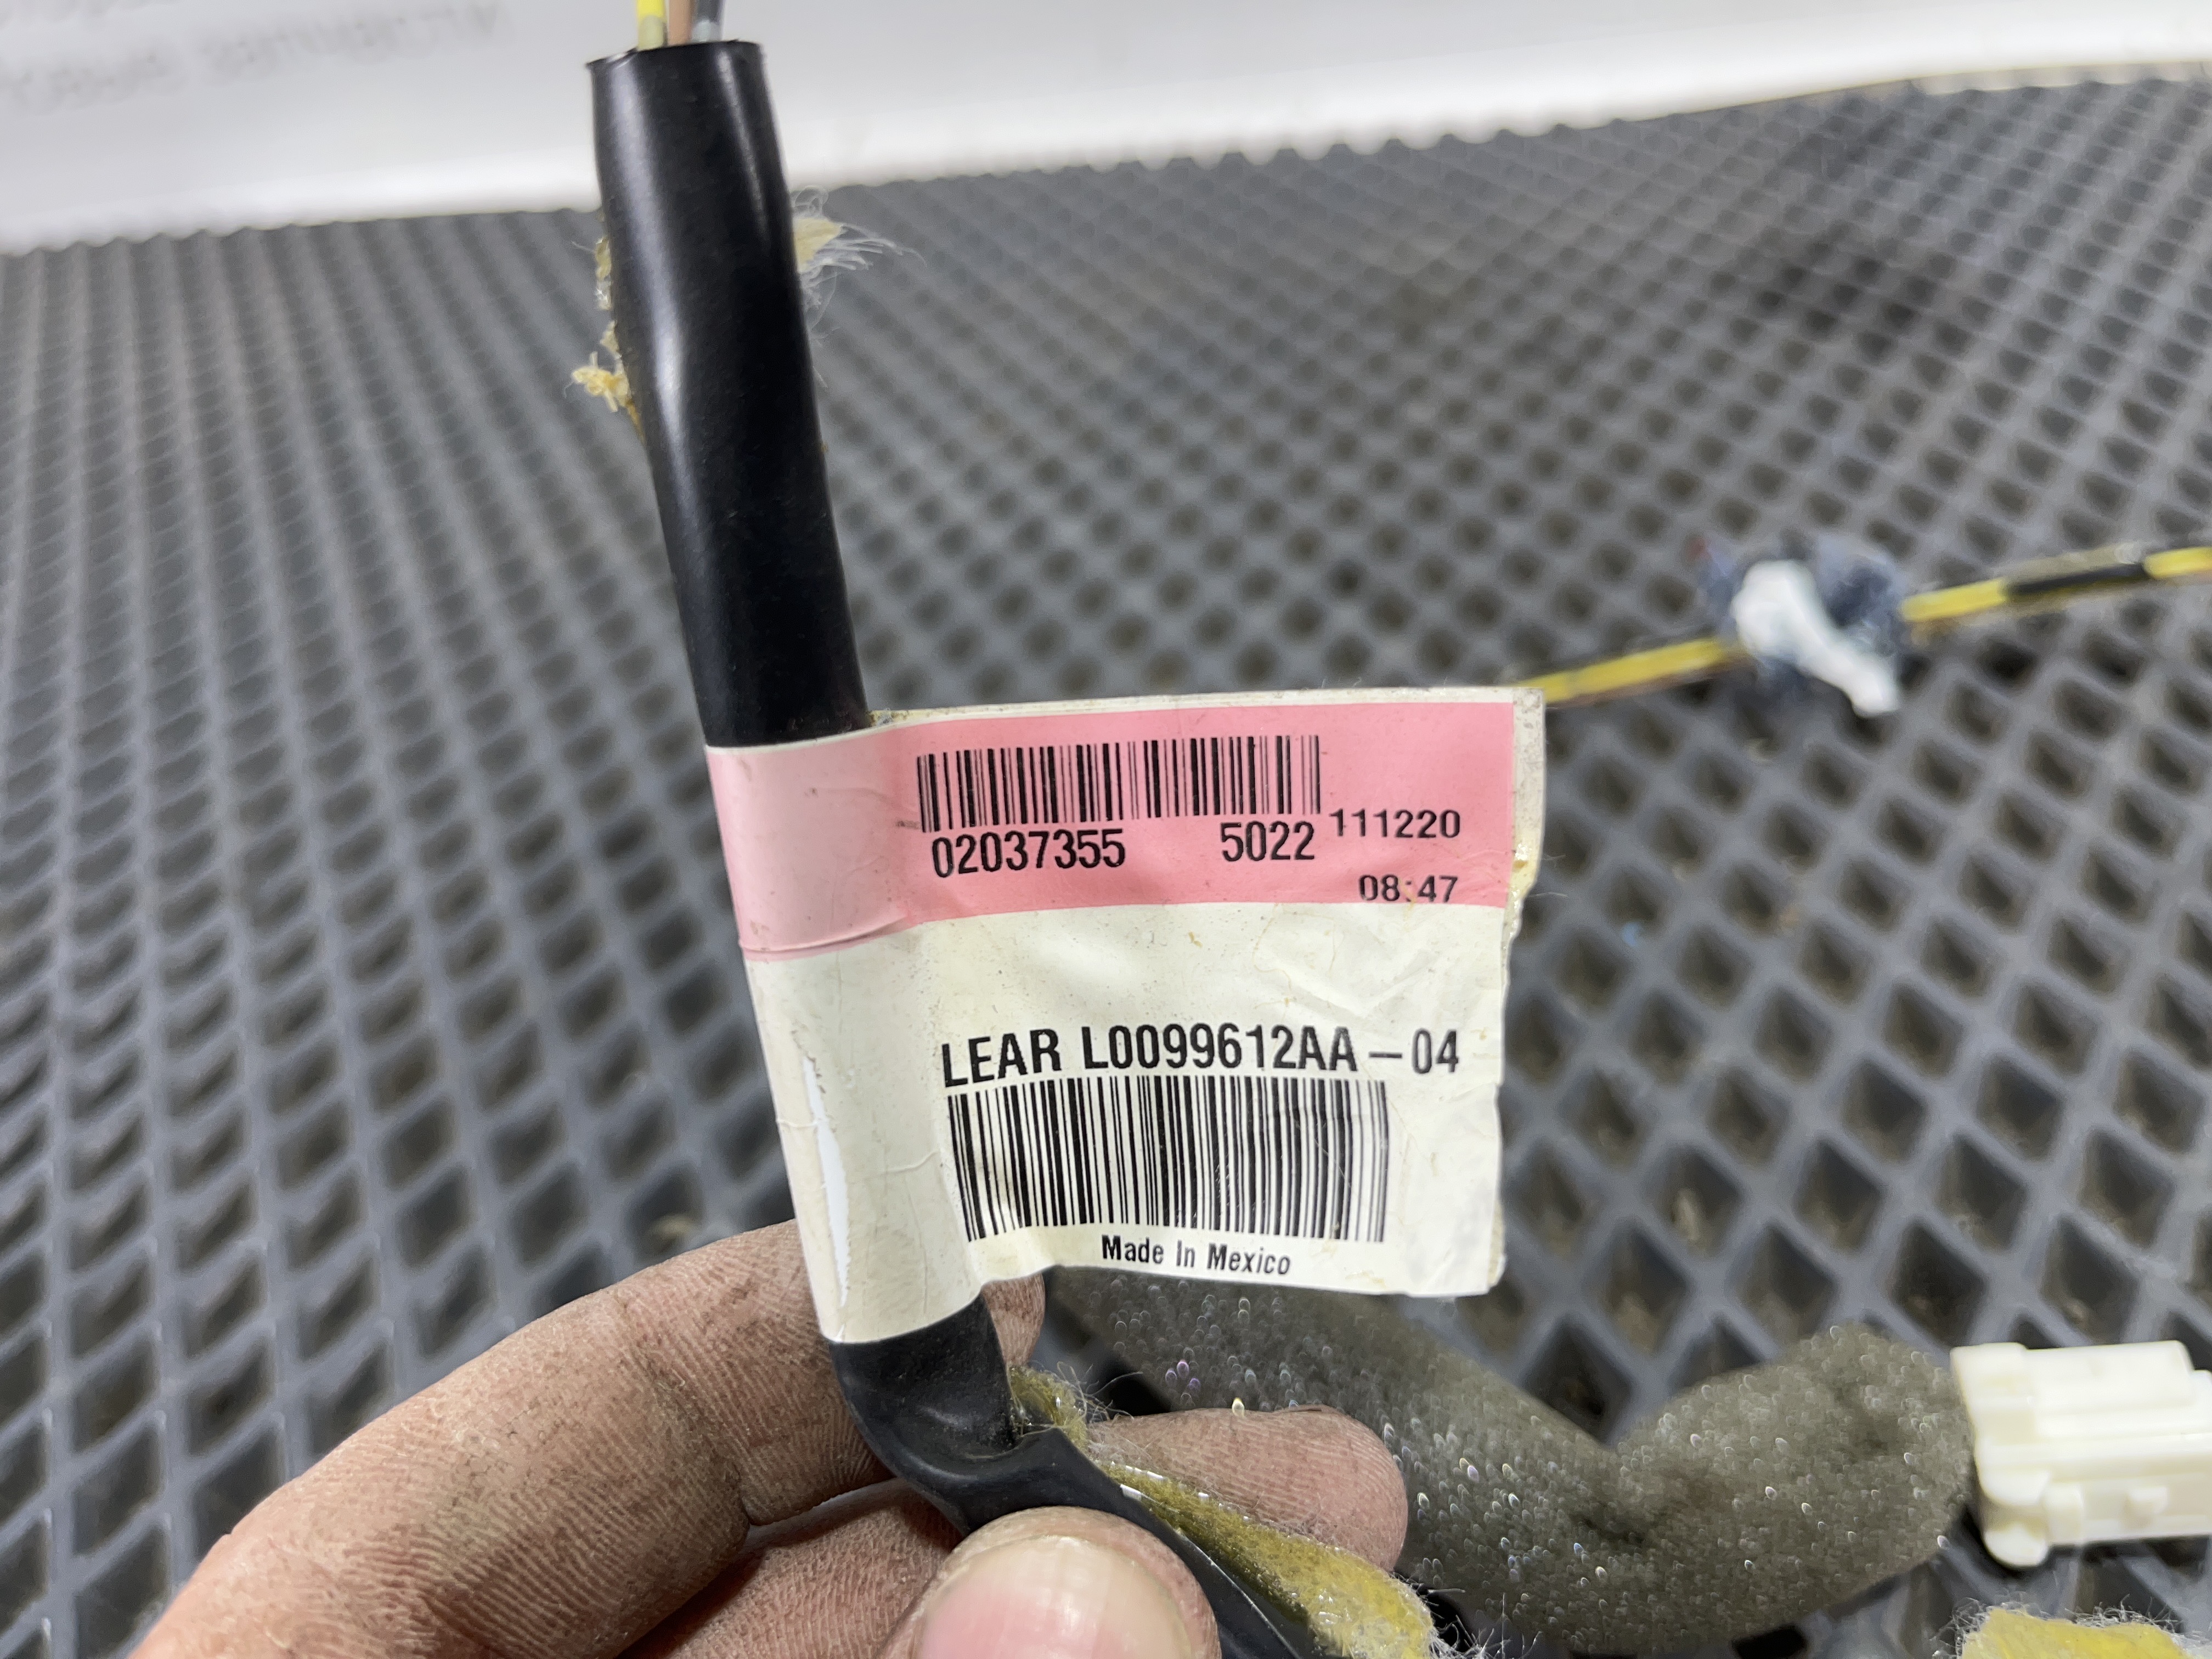 02037355 5022 111220
08:47
LEAR L0099612AA-04
Made In Mexico